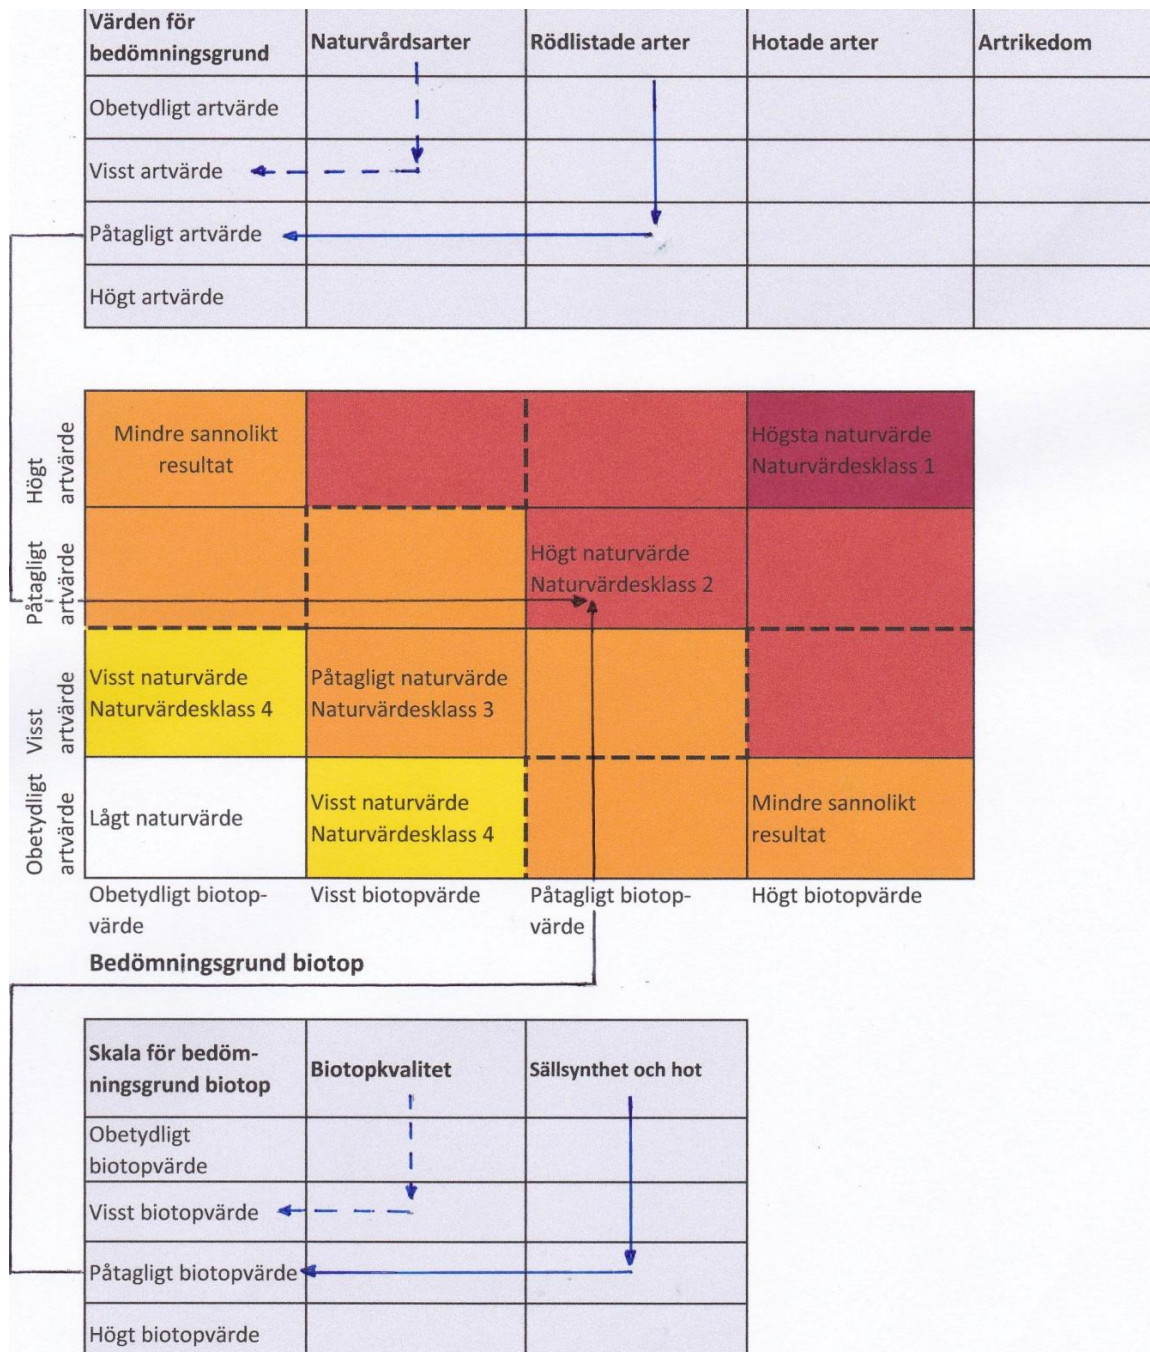 Värden för
bedömningsgrund
Naturvårdsarter
Rödlistade arter
Hotade arter
Artrikedom
Obetydligt artvärde
Visst artvärde
Påtagligt artvärde
Högt artvärde
Högt
artvärde
Mindre sannolikt
resultat
Högsta naturvärde
Naturvärdesklass 1
Påtagligt
artvärde
Högt naturvärde
Naturvärdesklass 2
Visst
artvärde
Visst naturvärde
Naturvärdesklass 4
Påtagligt naturvärde
Naturvärdesklass 3
Obetydligt
artvärde
Lågt naturvärde
Visst naturvärde
Naturvärdesklass 4
Mindre sannolikt
resultat
Obetydligt biotop-
värde
Visst biotopvärde
Påtagligt biotop-
värde
Högt biotopvärde
Bedömningsgrund biotop
Skala för bedöm-
ningsgrund biotop
Biotopkvalitet
Sällsynthet och hot
Obetydligt
biotopvärde
Visst biotopvärde
Påtagligt biotopvärde
Högt biotopvärde